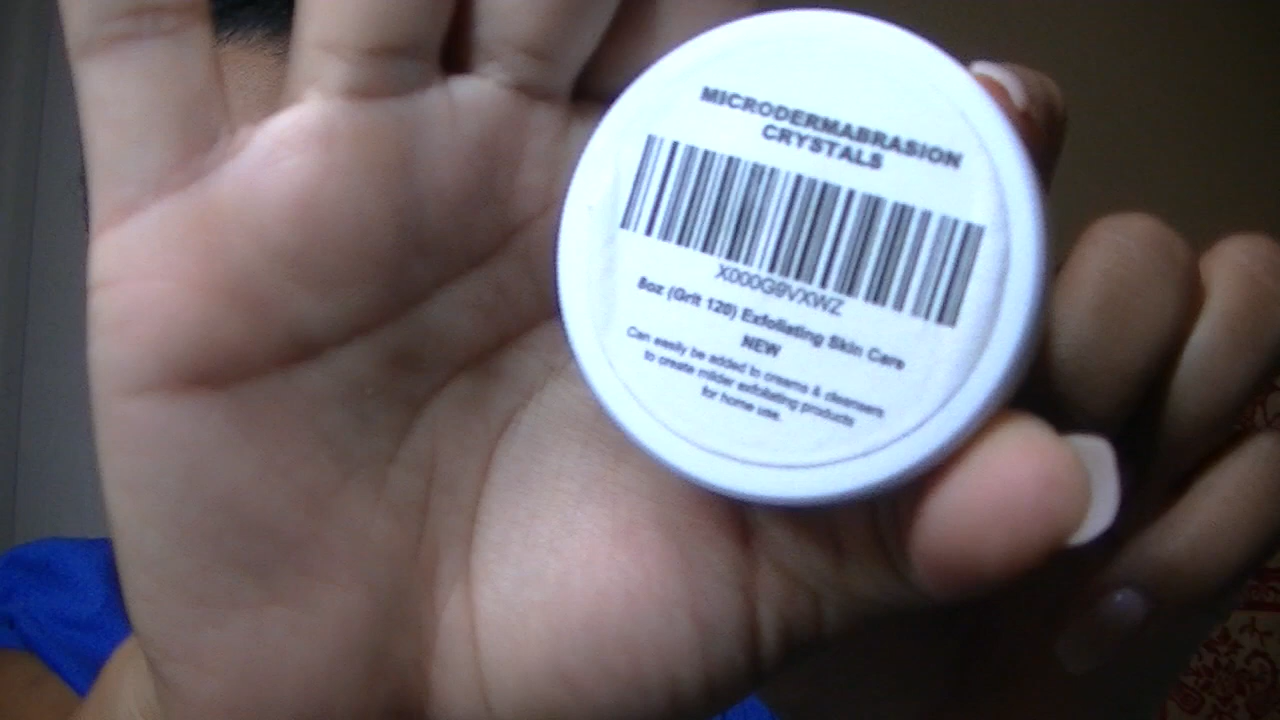 MICRODERMABRASION
CRYSTALS
X000G9VXWZ
8oz (Grit 120) Exfoliating Skin Care
NEW
Can easily be added to creams & cleansers
to create milder exfoliating products
for home use.